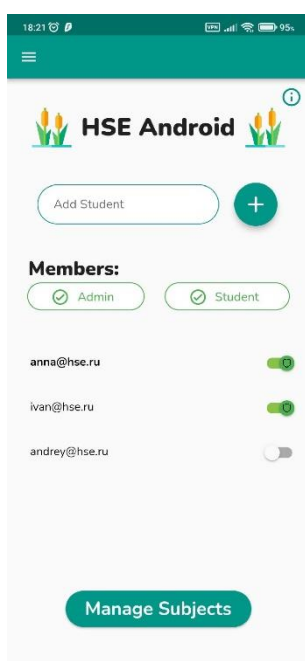 18:21
VPN 95%
HSE Android
Add Student
Members:
Admin
Student
anna@hse.ru
ivan@hse.ru
andrey@hse.ru
Manage Subjects